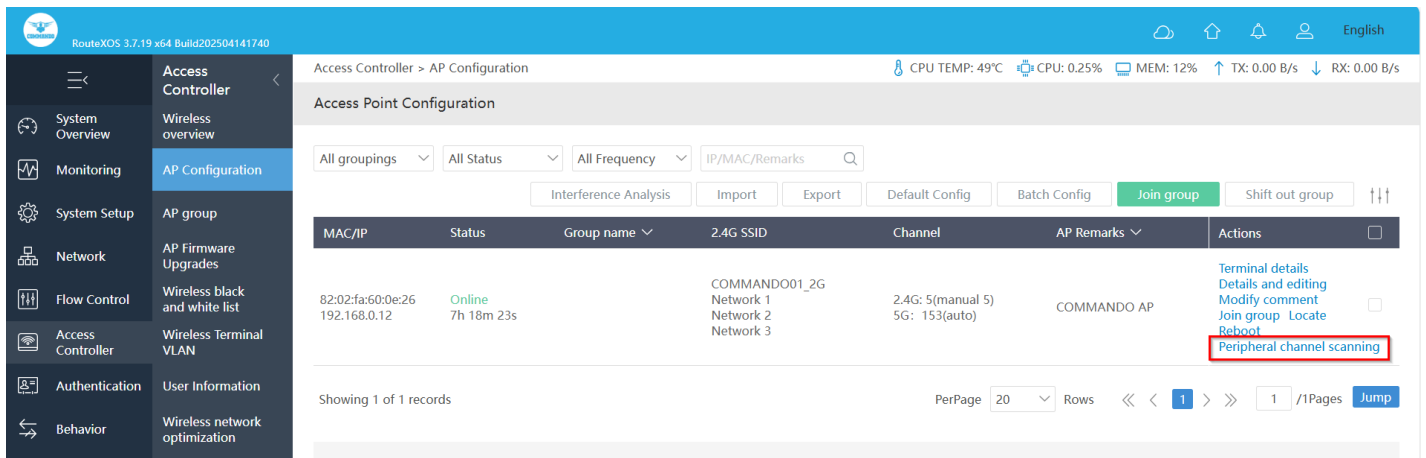 COMMANDO
RouteXOS 3.7.19 x64 Build202504141740
English
Access Controller
System Overview
Monitoring
System Setup
Network
Flow Control
Access Controller
Authentication
Behavior
Wireless overview
AP Configuration
AP group
AP Firmware Upgrades
Wireless black and white list
Wireless Terminal VLAN
User Information
Wireless network optimization
Access Controller > AP Configuration
CPU TEMP: 49℃ CPU: 0.25% MEM: 12% TX: 0.00 B/s RX: 0.00 B/s
Access Point Configuration
All groupings All Status All Frequency IP/MAC/Remarks
Interference Analysis Import Export Default Config Batch Config Join group Shift out group
MAC/IP Status Group name 2.4G SSID Channel AP Remarks Actions
82:02:fa:60:0e:26
192.168.0.12
Online
7h 18m 23s
COMMANDO01_2G
Network 1
Network 2
Network 3
2.4G: 5(manual 5)
5G: 153(auto)
COMMANDO AP
Terminal details
Details and editing
Modify comment
Join group Locate
Reboot
Peripheral channel scanning
Showing 1 of 1 records
PerPage 20 Rows 1 1 /1Pages Jump